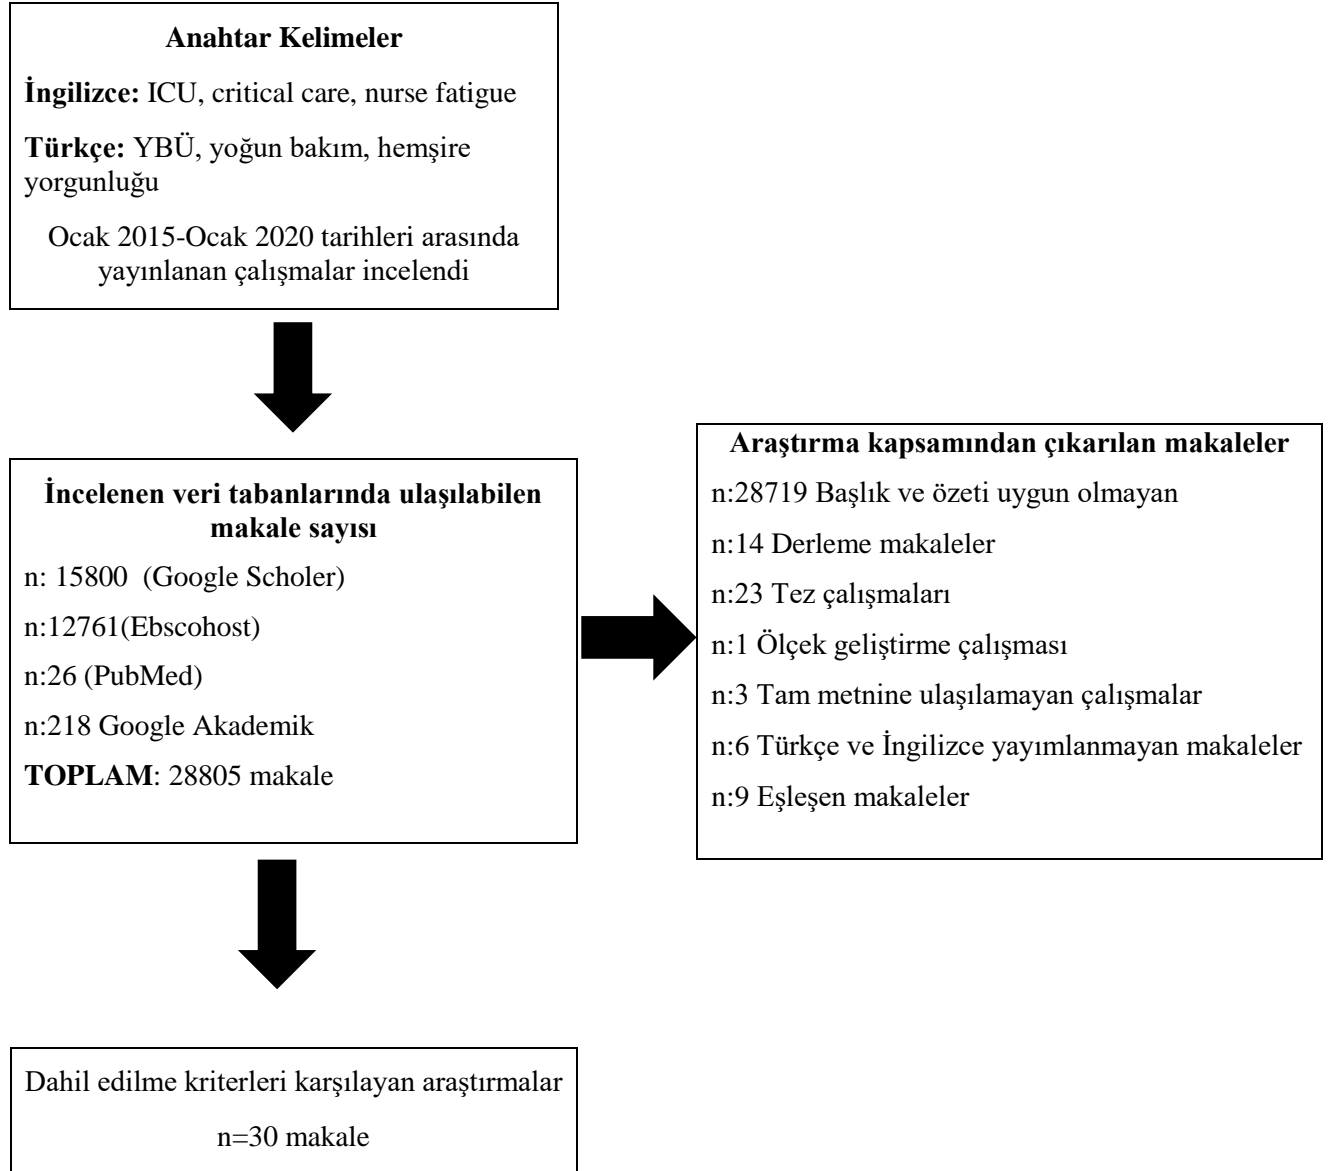 Anahtar Kelimeler
İngilizce: ICU, critical care, nurse fatigue
Türkçe: YBÜ, yoğun bakım, hemşire
yorgunluğu
Ocak 2015-Ocak 2020 tarihleri arasında
yayınlanan çalışmalar incelendi
İncelenen veri tabanlarında ulaşılabilen
makale sayısı
n: 15800 (Google Scholer)
n:12761(Ebscohost)
n:26 (PubMed)
n:218 Google Akademik
TOPLAM: 28805 makale
Araştırma kapsamından çıkarılan makaleler
n:28719 Başlık ve özeti uygun olmayan
n:14 Derleme makaleler
n:23 Tez çalışmaları
n:1 Ölçek geliştirme çalışması
n:3 Tam metnine ulaşılamayan çalışmalar
n:6 Türkçe ve İngilizce yayımlanmayan makaleler
n:9 Eşleşen makaleler
Dahil edilme kriterleri karşılayan araştırmalar
n=30 makale